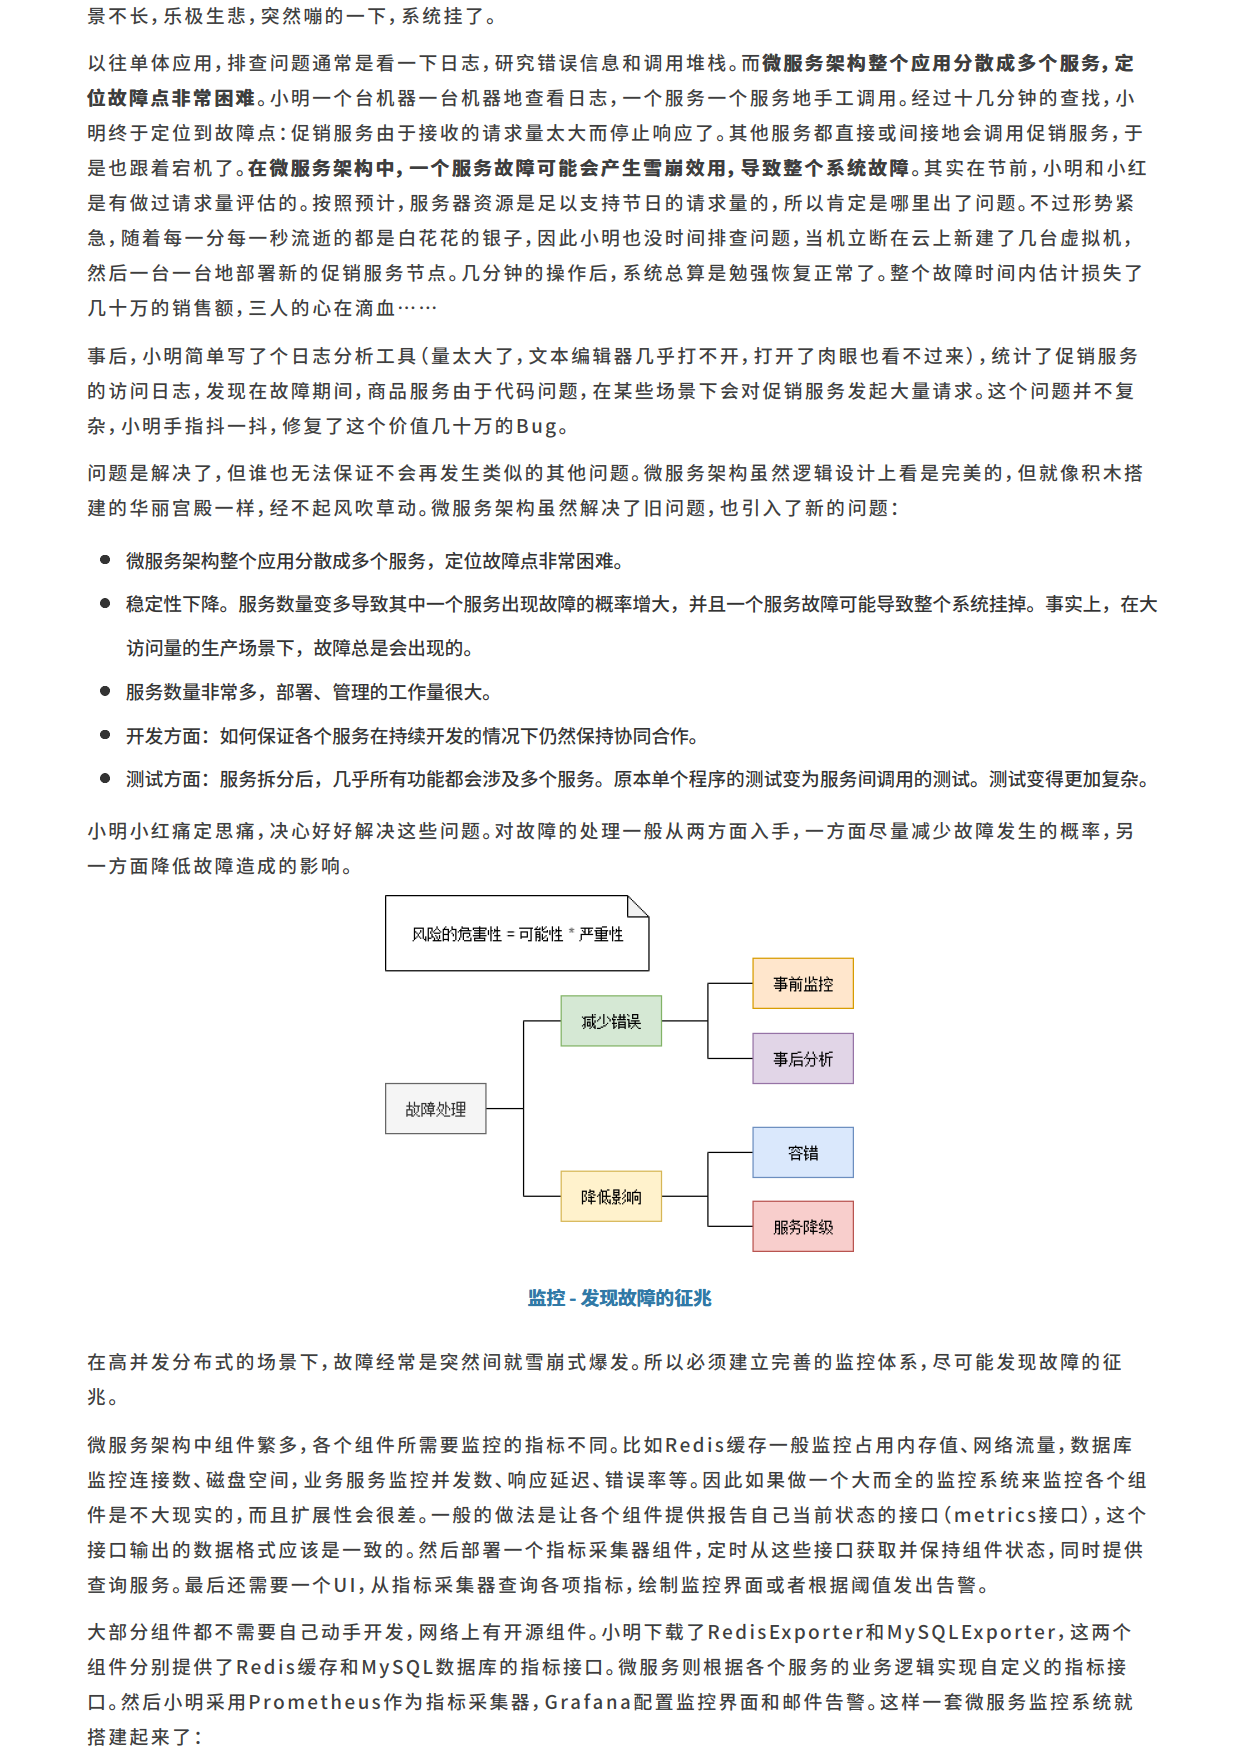 景不长，乐极生悲，突然嘣的一下，系统挂了。
以往单体应用，排查问题通常是看一下日志，研究错误信息和调用堆栈。而微服务架构整个应用分散成多个服务，定
位故障点非常困难。小明一个台机器一台机器地查看日志，一个服务一个服务地手工调用。经过十几分钟的查找，小
明终于定位到故障点：促销服务由于接收的请求量太大而停止响应了。其他服务都直接或间接地会调用促销服务，于
是也跟着宕机了。在微服务架构中，一个服务故障可能会产生雪崩效用，导致整个系统故障。其实在节前，小明和小红
是有做过请求量评估的。按照预计，服务器资源是足以支持节日的请求量的，所以肯定是哪里出了问题。不过形势紧
急，随着每一分每一秒流逝的都是白花花的银子，因此小明也没时间排查问题，当机立断在云上新建了几台虚拟机，
然后一台一台地部署新的促销服务节点。几分钟的操作后，系统总算是勉强恢复正常了。整个故障时间内估计损失了
几十万的销售额，三人的心在滴血……
事后，小明简单写了个日志分析工具（量太大了，文本编辑器几乎打不开，打开了肉眼也看不过来），统计了促销服务
的访问日志，发现在故障期间，商品服务由于代码问题，在某些场景下会对促销服务发起大量请求。这个问题并不复
杂，小明手指抖一抖，修复了这个价值几十万的Bug。
问题是解决了，但谁也无法保证不会再发生类似的其他问题。微服务架构虽然逻辑设计上看是完美的，但就像积木搭
建的华丽宫殿一样，经不起风吹草动。微服务架构虽然解决了旧问题，也引入了新的问题：
● 微服务架构整个应用分散成多个服务，定位故障点非常困难。
● 稳定性下降。服务数量变多导致其中一个服务出现故障的概率增大，并且一个服务故障可能导致整个系统挂掉。事实上，在大
访问量的生产场景下，故障总是会出现的。
● 服务数量非常多，部署、管理的工作量很大。
● 开发方面：如何保证各个服务在持续开发的情况下仍然保持协同合作。
● 测试方面：服务拆分后，几乎所有功能都会涉及多个服务。原本单个程序的测试变为服务间调用的测试。测试变得更加复杂。
小明小红痛定思痛，决心好好解决这些问题。对故障的处理一般从两方面入手，一方面尽量减少故障发生的概率，另
一方面降低故障造成的影响。
风险的危害性 = 可能性 * 严重性
事前监控
减少错误
事后分析
故障处理
容错
降低影响
服务降级
监控 - 发现故障的征兆
在高并发分布式的场景下，故障经常是突然间就雪崩式爆发。所以必须建立完善的监控体系，尽可能发现故障的征
兆。
微服务架构中组件繁多，各个组件所需要监控的指标不同。比如Redis缓存一般监控占用内存值、网络流量，数据库
监控连接数、磁盘空间，业务服务监控并发数、响应延迟、错误率等。因此如果做一个大而全的监控系统来监控各个组
件是不大现实的，而且扩展性会很差。一般的做法是让各个组件提供报告自己当前状态的接口（metrics接口），这个
接口输出的数据格式应该是一致的。然后部署一个指标采集器组件，定时从这些接口获取并保持组件状态，同时提供
查询服务。最后还需要一个UI，从指标采集器查询各项指标，绘制监控界面或者根据阈值发出告警。
大部分组件都不需要自己动手开发，网络上有开源组件。小明下载了RedisExporter和MySQLExporter，这两个
组件分别提供了Redis缓存和MySQL数据库的指标接口。微服务则根据各个服务的业务逻辑实现自定义的指标接
口。然后小明采用Prometheus作为指标采集器，Grafana配置监控界面和邮件告警。这样一套微服务监控系统就
搭建起来了：